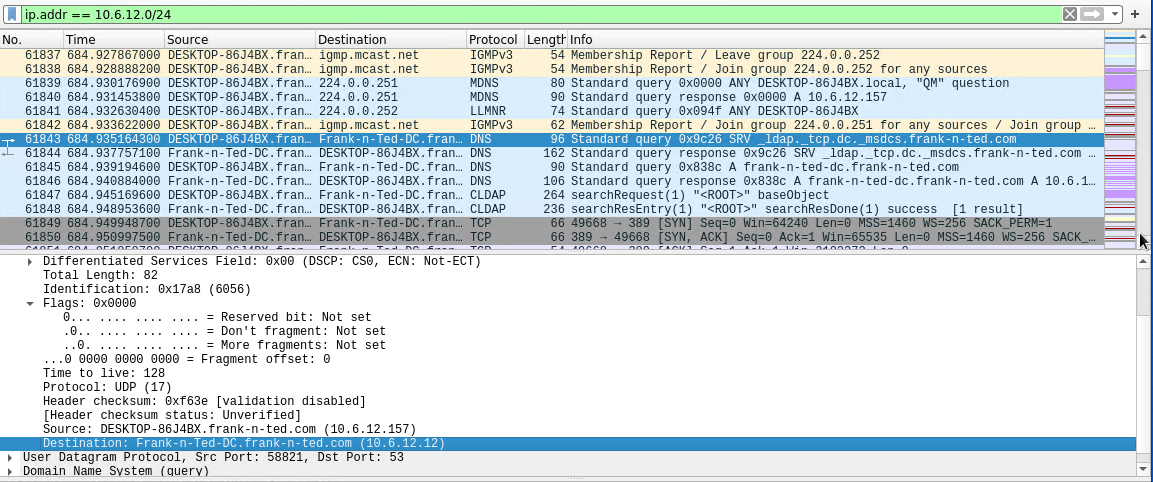 ip.addr == 10.6.12.0/24
No. Time Source Destination Protocol Length Info
61837 684.927867000 DESKTOP-86J4BX.fran… igmp.mcast.net IGMPv3 54 Membership Report / Leave group 224.0.0.252
61838 684.928888200 DESKTOP-86J4BX.fran… igmp.mcast.net IGMPv3 54 Membership Report / Join group 224.0.0.252 for any sources
61839 684.930176900 DESKTOP-86J4BX.fran… 224.0.0.251 MDNS 80 Standard query 0x0000 ANY DESKTOP-86J4BX.local, "QM" question
61840 684.931453800 DESKTOP-86J4BX.fran… 224.0.0.251 MDNS 90 Standard query response 0x0000 A 10.6.12.157
61841 684.932630400 DESKTOP-86J4BX.fran… 224.0.0.252 LLMNR 74 Standard query 0x094f ANY DESKTOP-86J4BX
61842 684.933622000 DESKTOP-86J4BX.fran… igmp.mcast.net IGMPv3 62 Membership Report / Join group 224.0.0.251 for any sources / Join group …
61843 684.935164300 DESKTOP-86J4BX.fran… Frank-n-Ted-DC.fran… DNS 96 Standard query 0x9c26 SRV _ldap._tcp.dc._msdcs.frank-n-ted.com
61844 684.937757100 Frank-n-Ted-DC.fran… DESKTOP-86J4BX.fran… DNS 162 Standard query response 0x9c26 SRV _ldap._tcp.dc._msdcs.frank-n-ted.com …
61845 684.939194600 DESKTOP-86J4BX.fran… Frank-n-Ted-DC.fran… DNS 90 Standard query 0x838c A frank-n-ted-dc.frank-n-ted.com
61846 684.940884000 Frank-n-Ted-DC.fran… DESKTOP-86J4BX.fran… DNS 106 Standard query response 0x838c A frank-n-ted-dc.frank-n-ted.com A 10.6.1…
61847 684.945169600 DESKTOP-86J4BX.fran… Frank-n-Ted-DC.fran… CLDAP 264 searchRequest(1) "<ROOT>" baseObject
61848 684.948953600 Frank-n-Ted-DC.fran… DESKTOP-86J4BX.fran… CLDAP 236 searchResEntry(1) "<ROOT>" searchResDone(1) success [1 result]
61849 684.949948700 DESKTOP-86J4BX.fran… Frank-n-Ted-DC.fran… TCP 66 49668 → 389 [SYN] Seq=0 Win=64240 Len=0 MSS=1460 WS=256 SACK_PERM=1
61850 684.950997500 Frank-n-Ted-DC.fran… DESKTOP-86J4BX.fran… TCP 66 389 → 49668 [SYN, ACK] Seq=0 Ack=1 Win=65535 Len=0 MSS=1460 WS=256 SACK_…
Differentiated Services Field: 0x00 (DSCP: CS0, ECN: Not-ECT)
Total Length: 82
Identification: 0x17a8 (6056)
Flags: 0x0000
0... .... .... .... = Reserved bit: Not set
.0.. .... .... .... = Don't fragment: Not set
..0. .... .... .... = More fragments: Not set
...0 0000 0000 0000 = Fragment offset: 0
Time to live: 128
Protocol: UDP (17)
Header checksum: 0xf63e [validation disabled]
[Header checksum status: Unverified]
Source: DESKTOP-86J4BX.frank-n-ted.com (10.6.12.157)
Destination: Frank-n-Ted-DC.frank-n-ted.com (10.6.12.12)
User Datagram Protocol, Src Port: 58821, Dst Port: 53
Domain Name System (query)